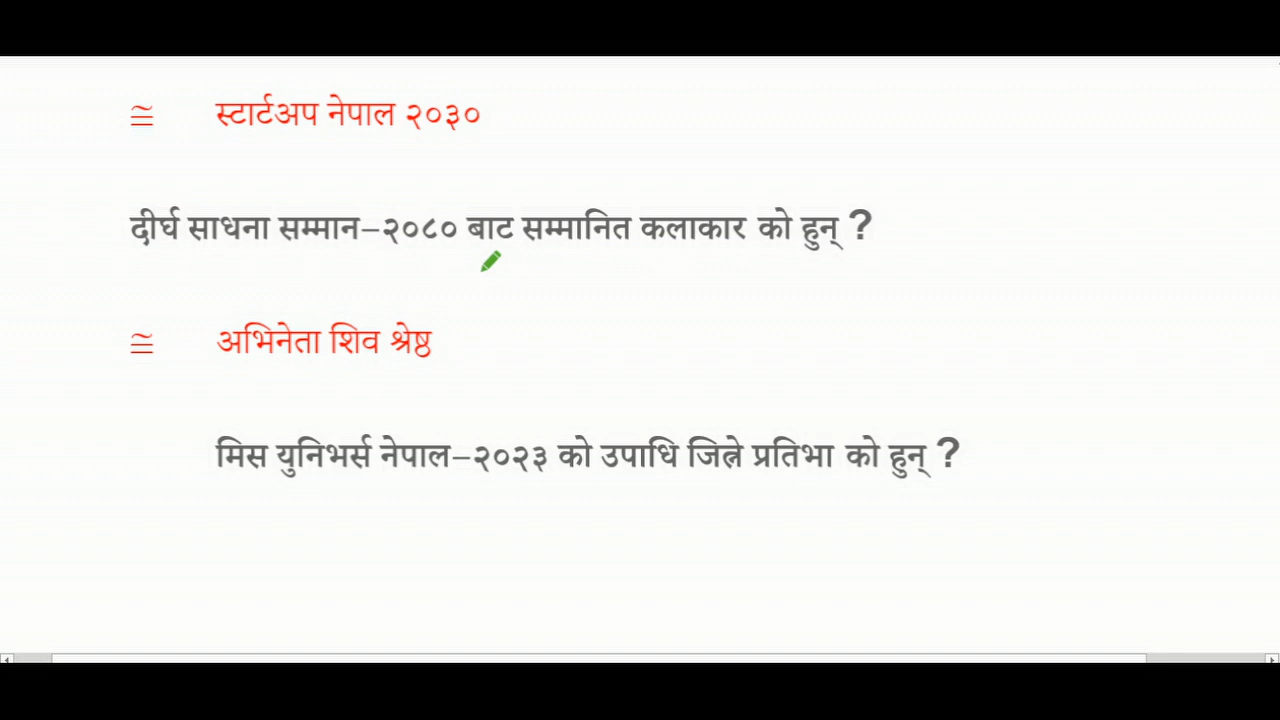 ≅ स्टार्टअप नेपाल २०३०
दीर्घ साधना सम्मान–२०८० बाट सम्मानित कलाकार को हुन् ?
≅ अभिनेता शिव श्रेष्ठ
मिस युनिभर्स नेपाल–२०२३ को उपाधि जित्ने प्रतिभा को हुन् ?